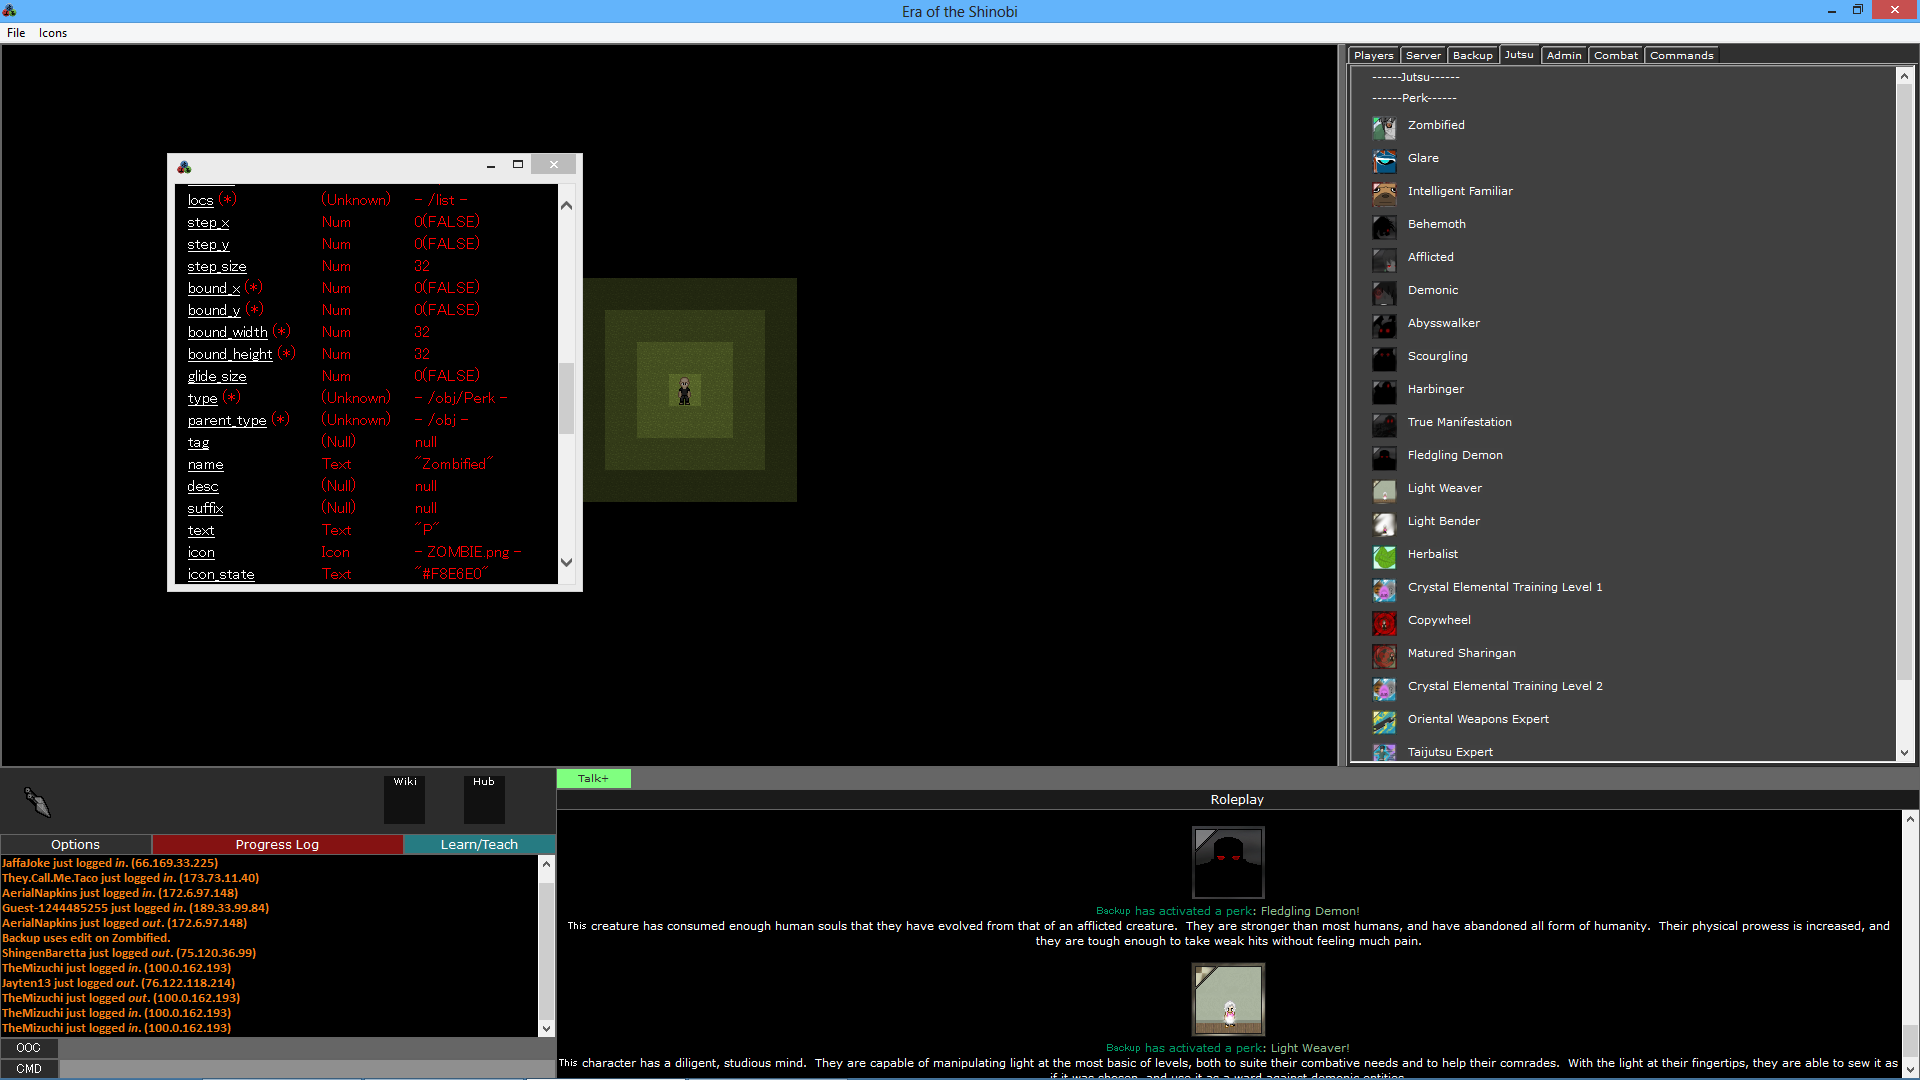 Era of the Shinobi
File Icons
Players Server Backup Jutsu Admin Combat Commands
------Jutsu------
------Perk------
Zombified
Glare
Intelligent Familiar
Behemoth
Afflicted
Demonic
Abysswalker
Scourgling
Harbinger
True Manifestation
Fledgling Demon
Light Weaver
Light Bender
Herbalist
Crystal Elemental Training Level 1
Copywheel
Matured Sharingan
Crystal Elemental Training Level 2
Oriental Weapons Expert
Taijutsu Expert
locs (*) (Unknown) - /list -
step_x Num 0(FALSE)
step_y Num 0(FALSE)
step_size Num 32
bound_x (*) Num 0(FALSE)
bound_y (*) Num 0(FALSE)
bound_width (*) Num 32
bound_height (*) Num 32
glide_size Num 0(FALSE)
type (*) (Unknown) - /obj/Perk -
parent_type (*) (Unknown) - /obj -
tag (Null) null
name Text "Zombified"
desc (Null) null
suffix (Null) null
text Text "P"
icon Icon - ZOMBIE.png -
icon_state Text "#F8E6E0"
Wiki Hub
Options Progress Log Learn/Teach
JaffaJoke just logged in. (66.169.33.225)
They.Call.Me.Taco just logged in. (173.73.11.40)
AerialNapkins just logged in. (172.6.97.148)
Guest-1244485255 just logged in. (189.33.99.84)
AerialNapkins just logged out. (172.6.97.148)
Backup uses edit on Zombified.
ShingenBaretta just logged out. (75.120.36.99)
TheMizuchi just logged in. (100.0.162.193)
Jayten13 just logged out. (76.122.118.214)
TheMizuchi just logged out. (100.0.162.193)
TheMizuchi just logged in. (100.0.162.193)
TheMizuchi just logged in. (100.0.162.193)
OOC
CMD
Talk+
Roleplay
Backup has activated a perk: Fledgling Demon!
This creature has consumed enough human souls that they have evolved from that of an afflicted creature. They are stronger than most humans, and have abandoned all form of humanity. Their physical prowess is increased, and
they are tough enough to take weak hits without feeling much pain.
Backup has activated a perk: Light Weaver!
This character has a diligent, studious mind. They are capable of manipulating light at the most basic of levels, both to suite their combative needs and to help their comrades. With the light at their fingertips, they are able to sew it as
if it was chosen, and use it as a ward against demonic entities.